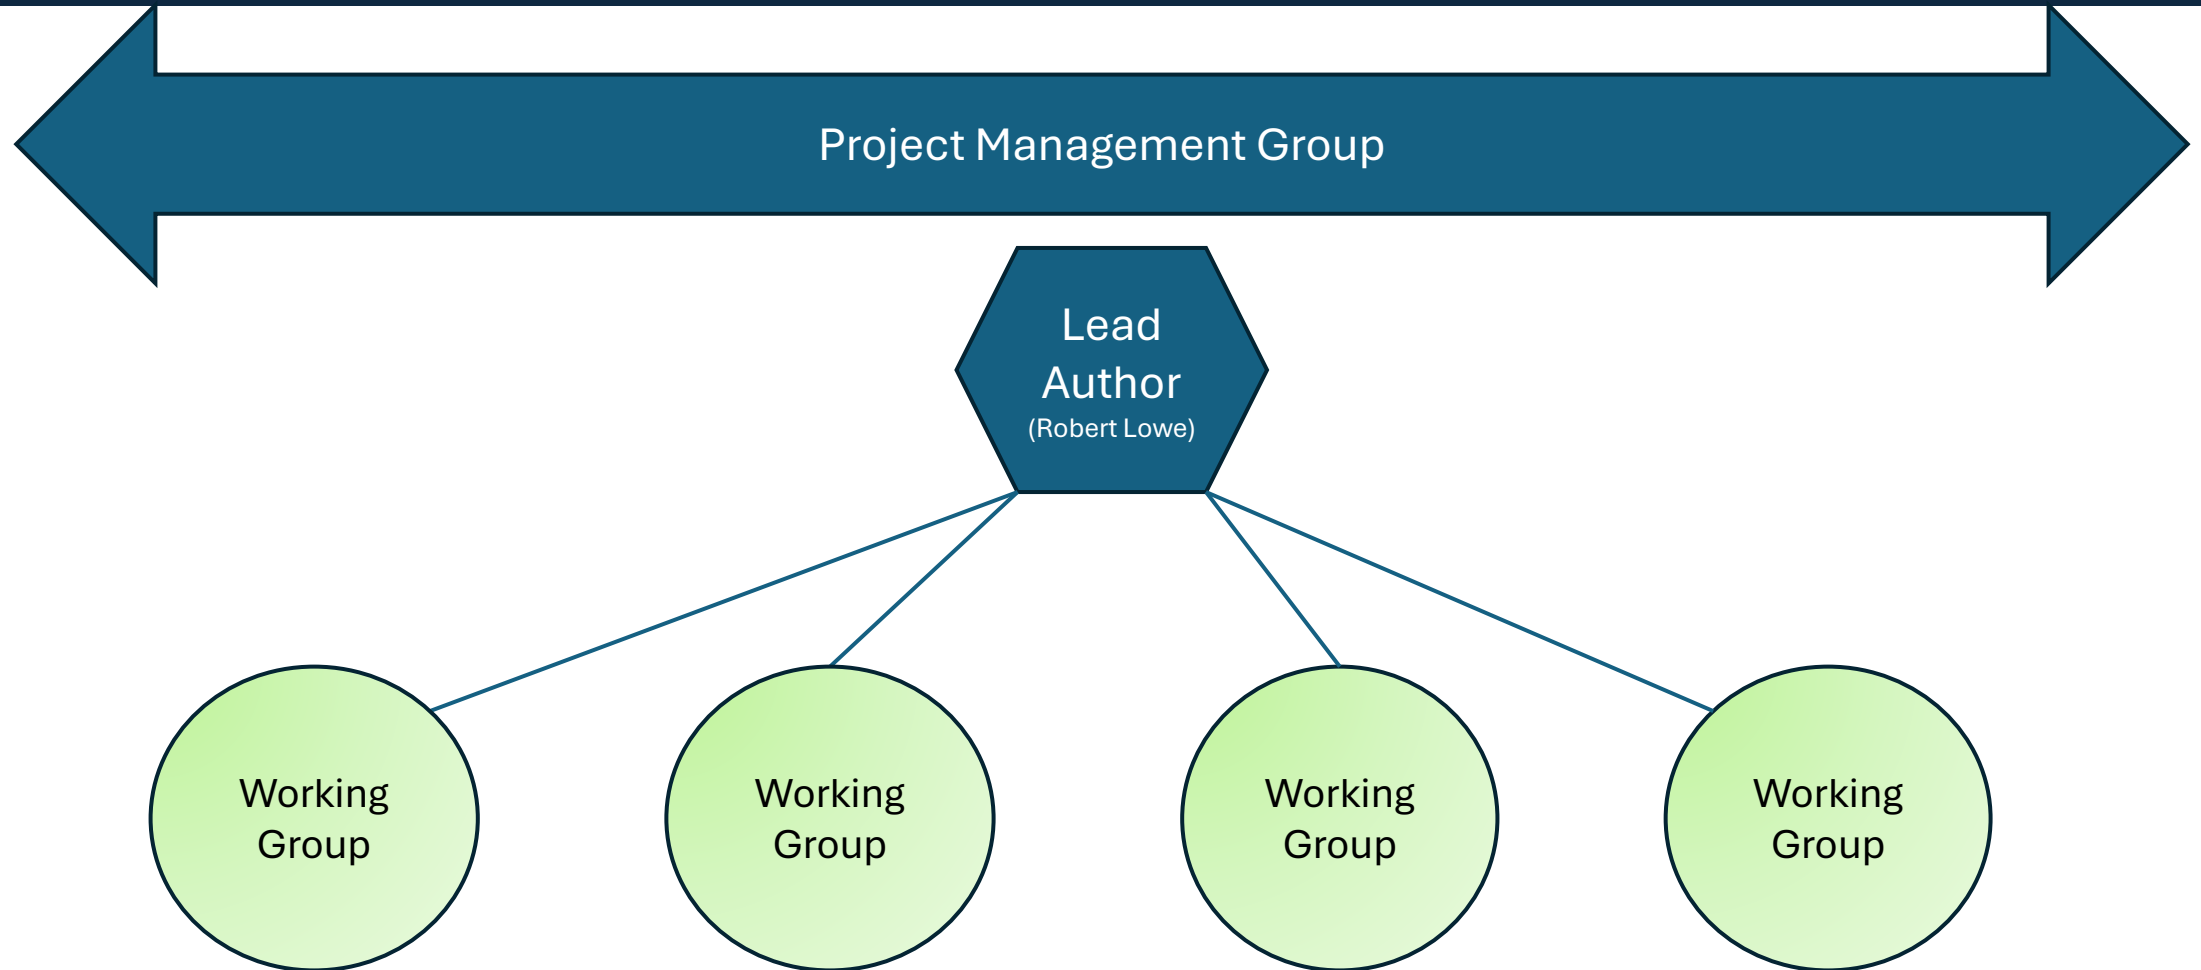 Project Management Group
Lead
Author
(Robert Lowe)
Working
Group
Working
Group
Working
Group
Working
Group